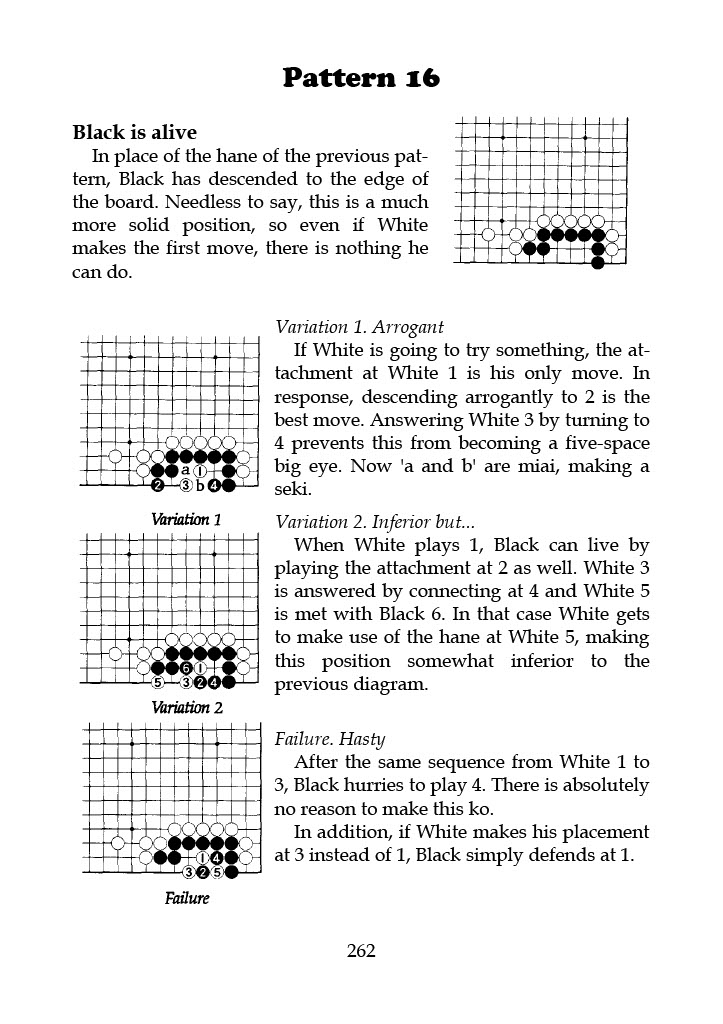 Pattern 16
Black is alive
In place of the hane of the previous pat-
tern, Black has descended to the edge of
the board. Needless to say, this is a much
more solid position, so even if White
makes the first move, there is nothing he
can do.
Variation 1. Arrogant
If White is going to try something, the at-
tachment at White 1 is his only move. In
response, descending arrogantly to 2 is the
best move. Answering White 3 by turning to
4 prevents this from becoming a five-space
big eye. Now 'a and b' are miai, making a
seki.
a 1
2 3 b 4
Variation 1
Variation 2. Inferior but...
When White plays 1, Black can live by
playing the attachment at 2 as well. White 3
is answered by connecting at 4 and White 5
is met with Black 6. In that case White gets
to make use of the hane at White 5, making
this position somewhat inferior to the
previous diagram.
6 1
5 3 2 4
Variation 2
Failure. Hasty
After the same sequence from White 1 to
3, Black hurries to play 4. There is absolutely
no reason to make this ko.
In addition, if White makes his placement
at 3 instead of 1, Black simply defends at 1.
1 4
3 2 5
Failure
262